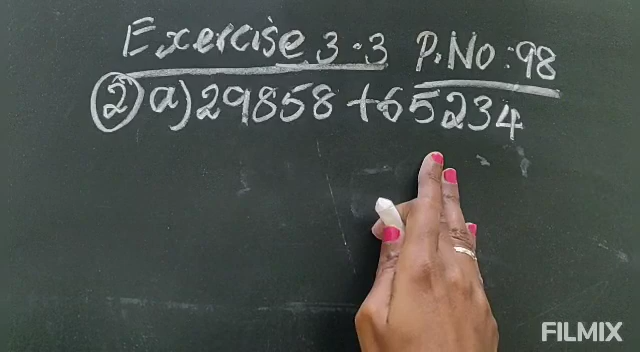 Exercise 3.3 P.No:98
② a) 29858 + 65234
FILMIX